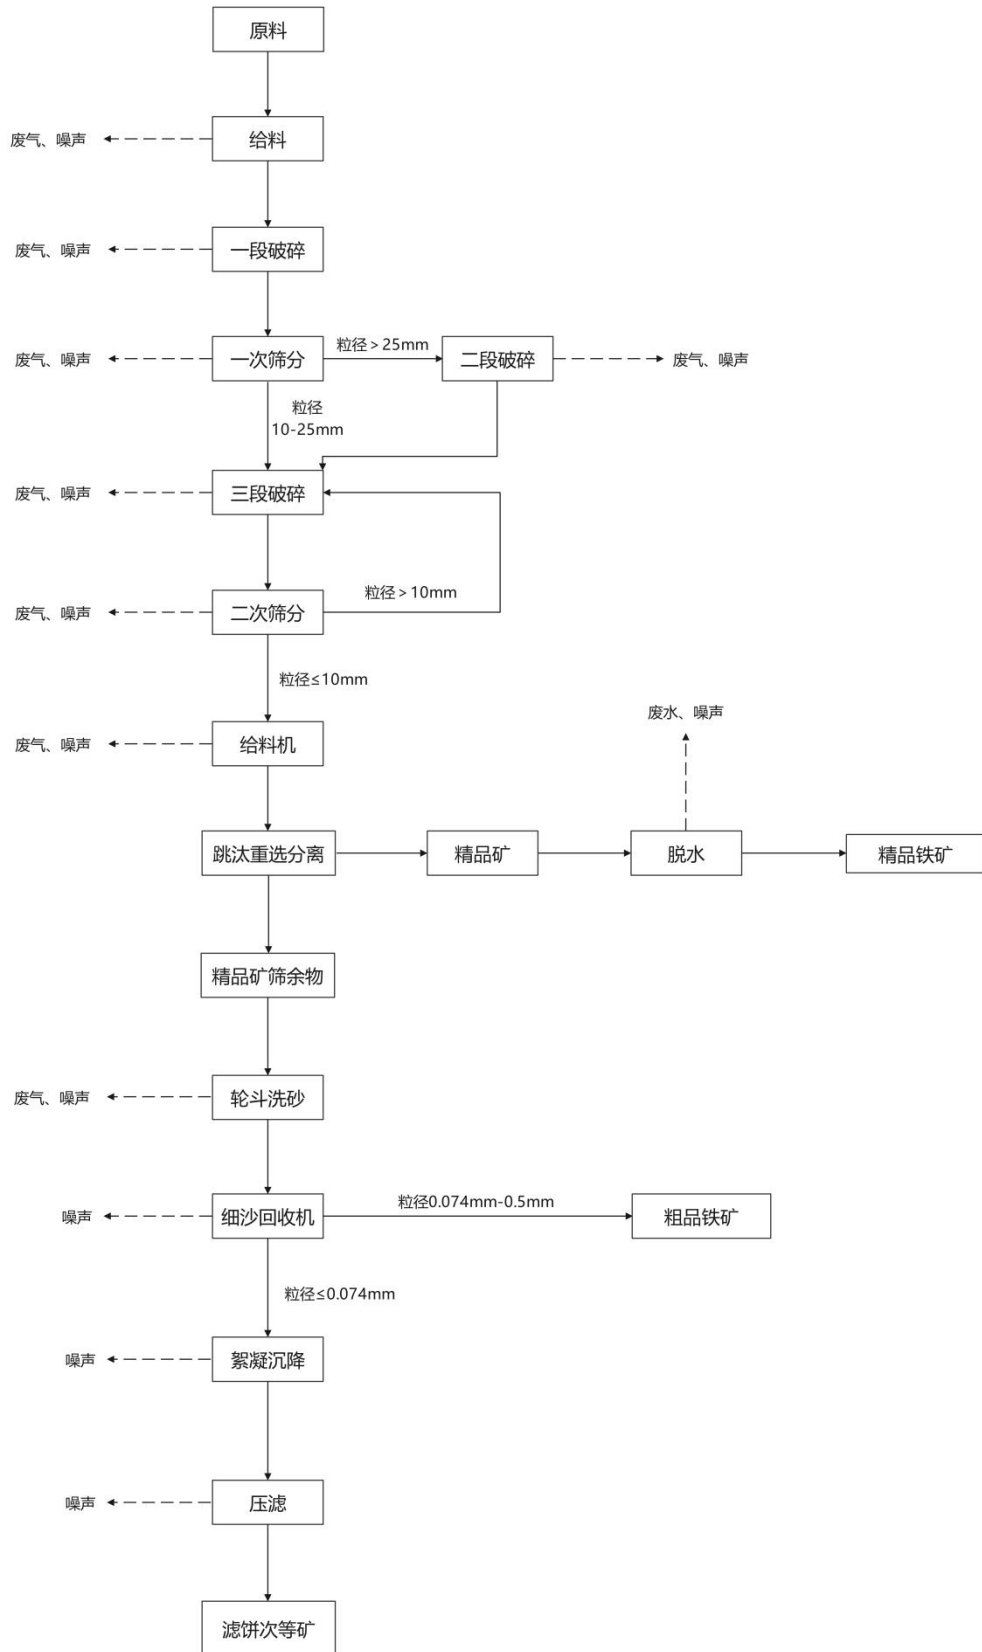 原料
废气、噪声
给料
废气、噪声
一段破碎
废气、噪声
一次筛分
粒径＞25mm
二段破碎
废气、噪声
粒径
10-25mm
废气、噪声
三段破碎
废气、噪声
二次筛分
粒径＞10mm
粒径≤10mm
废水、噪声
废气、噪声
给料机
跳汰重选分离
精品矿
脱水
精品铁矿
精品矿筛余物
废气、噪声
轮斗洗砂
噪声
细沙回收机
粒径0.074mm-0.5mm
粗品铁矿
粒径≤0.074mm
噪声
絮凝沉降
噪声
压滤
滤饼次等矿